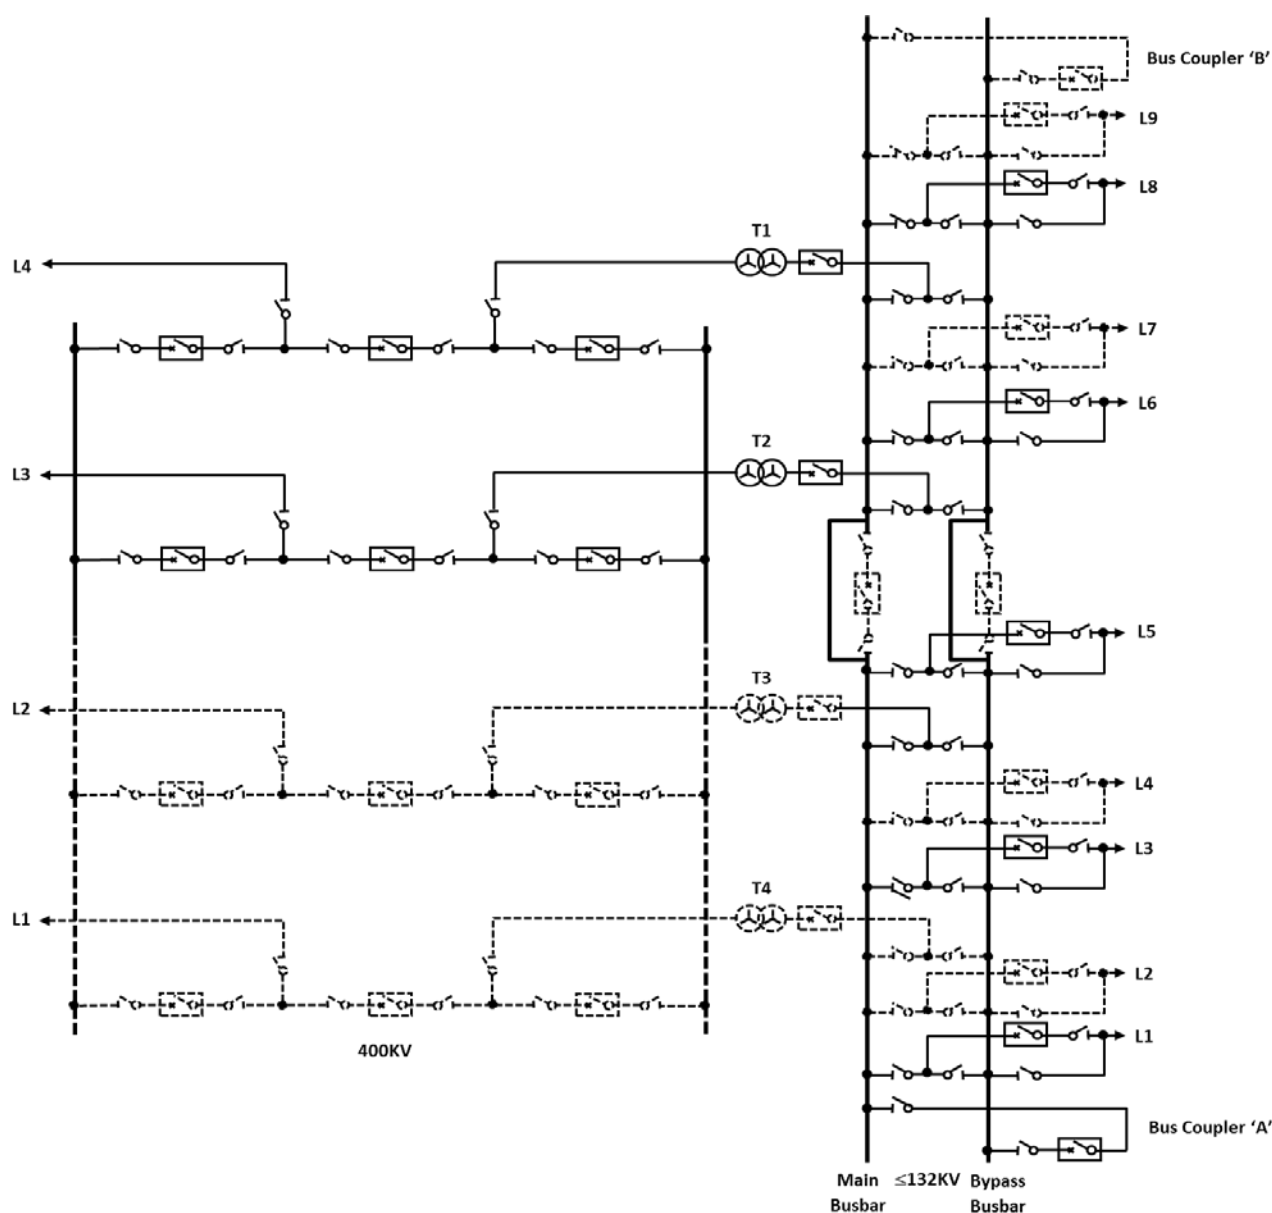 Bus Coupler ‘B’
L9
L8
T1
L4
L7
L6
T2
L3
L5
T3
L2
L4
L3
T4
L1
L2
L1
400KV
Bus Coupler ‘A’
Main ≤132KV Bypass
Busbar Busbar